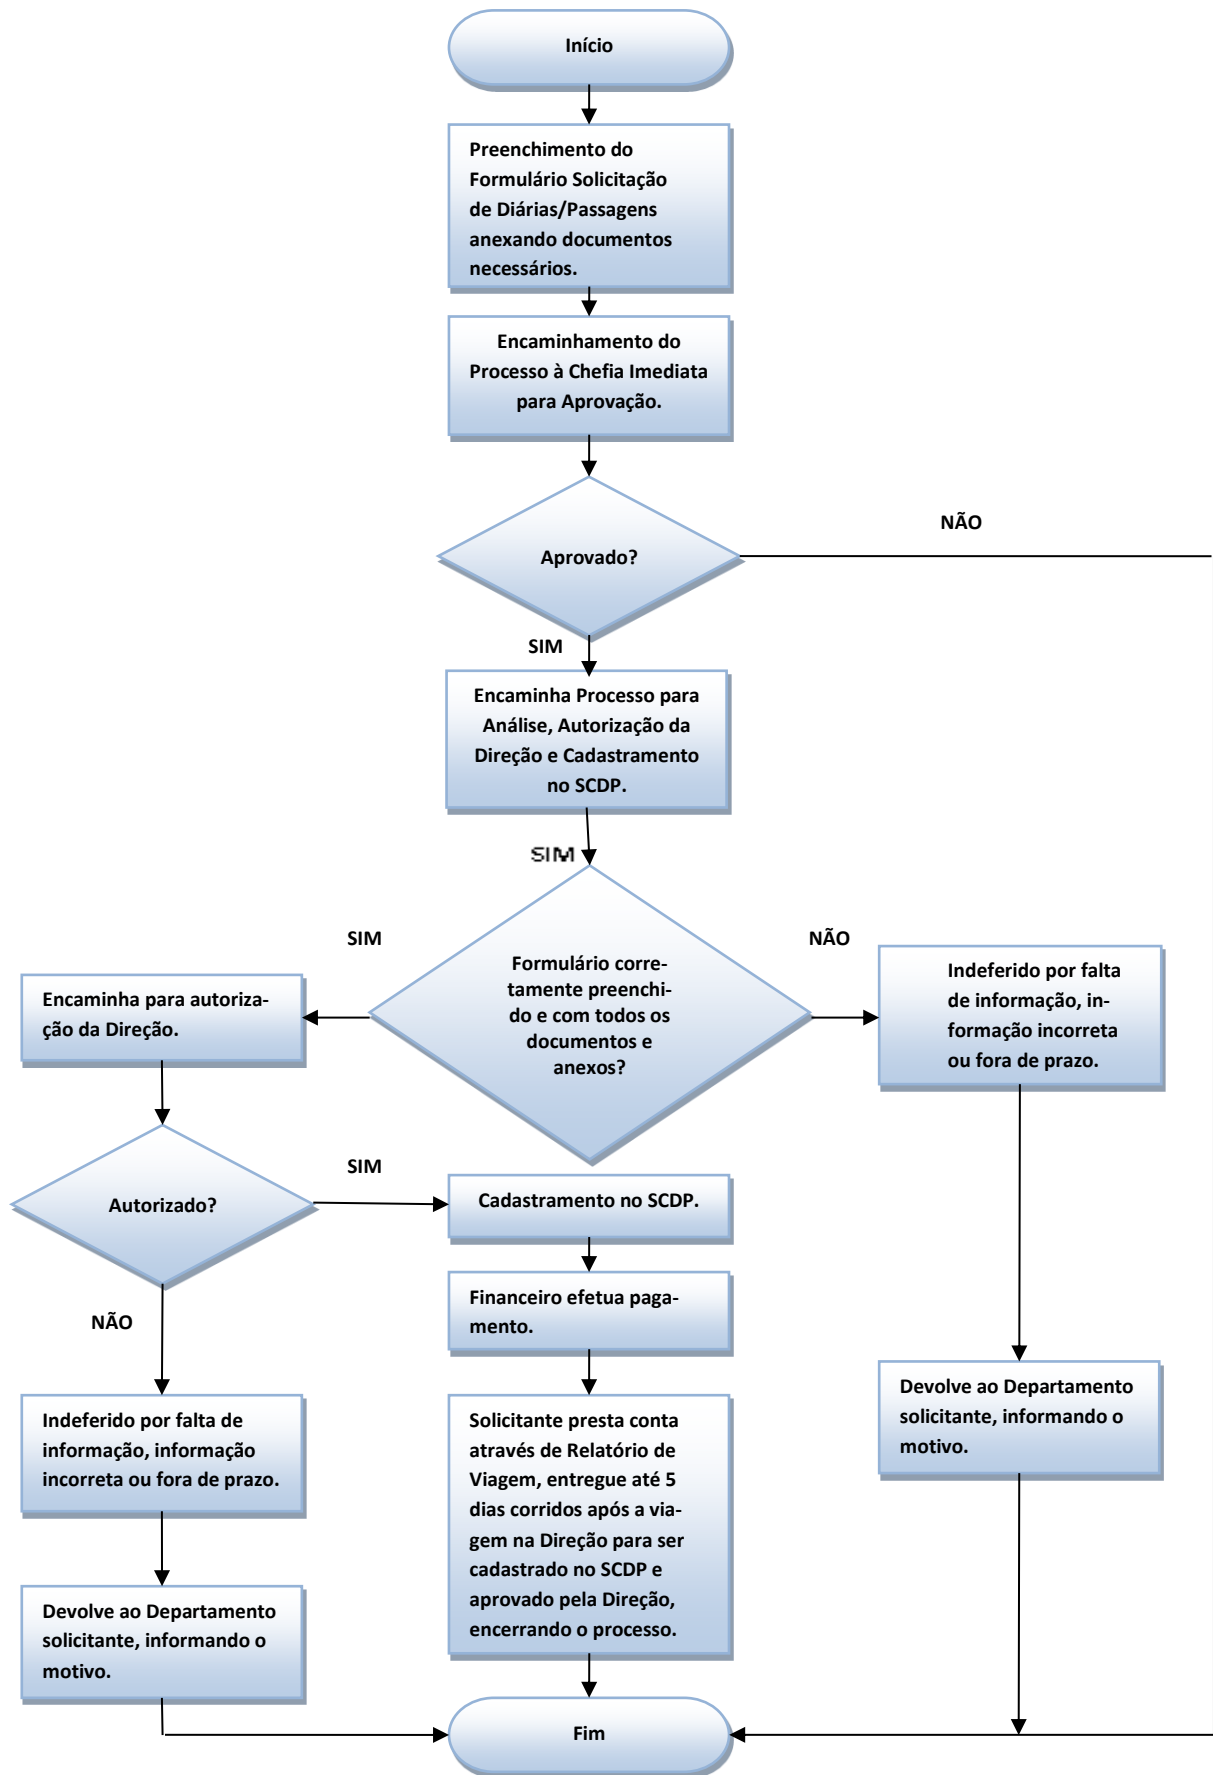 Início
Preenchimento do
Formulário Solicitação
de Diárias/Passagens
anexando documentos
necessários.
Encaminhamento do
Processo à Chefia Imediata
para Aprovação.
NÃO
Aprovado?
SIM
Encaminha Processo para
Análise, Autorização da
Direção e Cadastramento
no SCDP.
SIM
SIM
NÃO
Formulário corre-
tamente preenchi-
do e com todos os
documentos e
anexos?
Indeferido por falta
de informação, in-
formação incorreta
ou fora de prazo.
Encaminha para autoriza-
ção da Direção.
SIM
Autorizado?
Cadastramento no SCDP.
NÃO
Financeiro efetua paga-
mento.
Devolve ao Departamento
solicitante, informando o
motivo.
Indeferido por falta de
informação, informação
incorreta ou fora de prazo.
Solicitante presta conta
através de Relatório de
Viagem, entregue até 5
dias corridos após a via-
gem na Direção para ser
cadastrado no SCDP e
aprovado pela Direção,
encerrando o processo.
Devolve ao Departamento
solicitante, informando o
motivo.
Fim